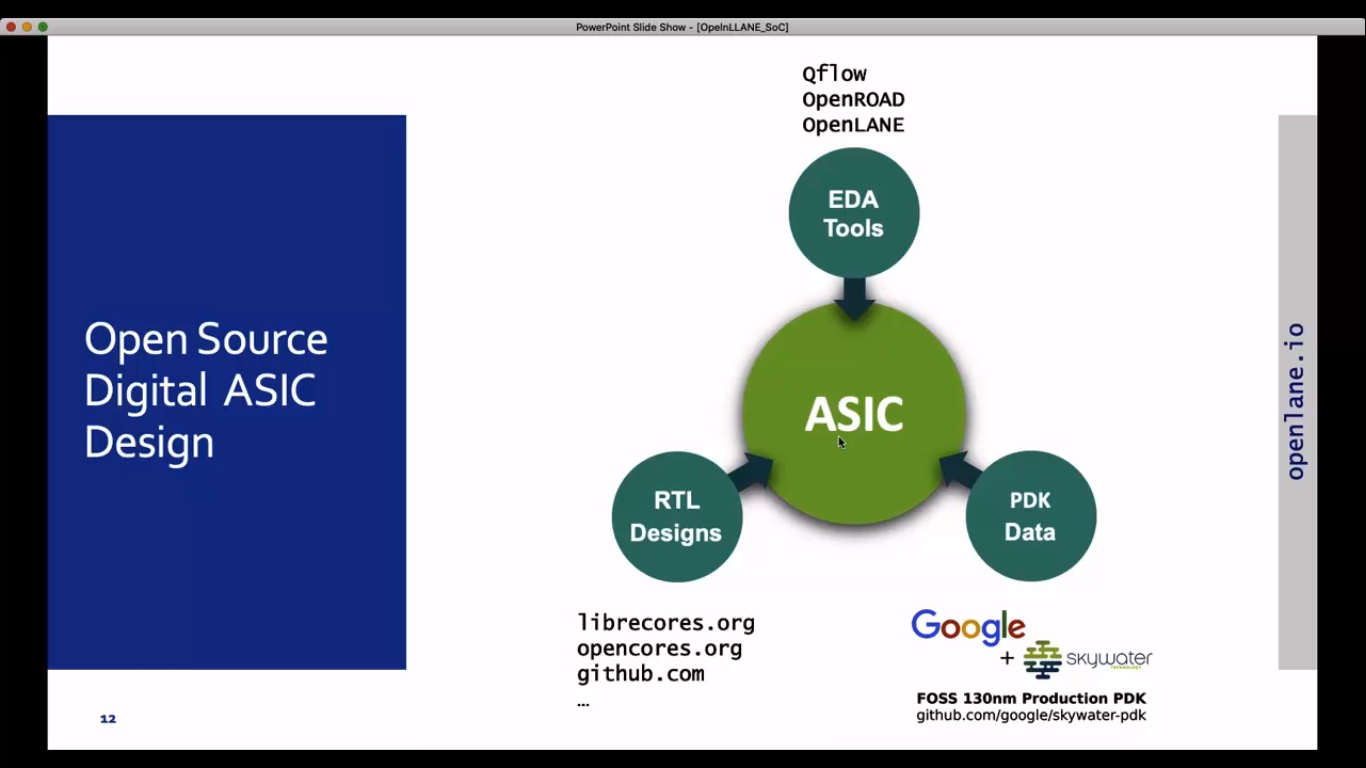 PowerPoint Slide Show - [OpeInLLANE_SoC]
Open Source
Digital ASIC
Design
Qflow
OpenROAD
OpenLANE
EDA
Tools
ASIC
RTL
Designs
PDK
Data
librecores.org
opencores.org
github.com
…
Google
+ skywater
FOSS 130nm Production PDK
github.com/google/skywater-pdk
openlane.io
12